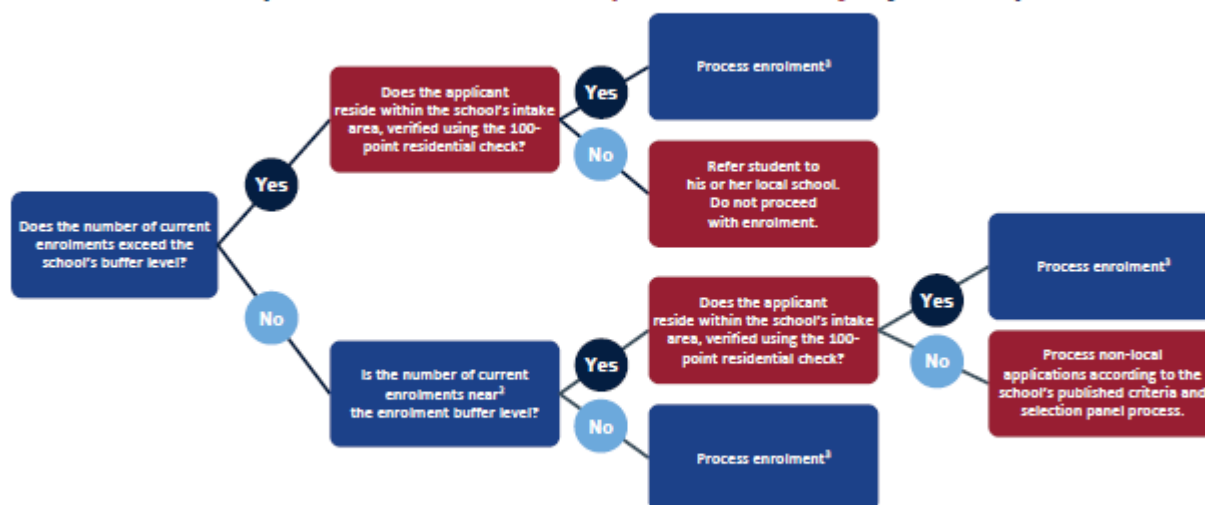 Does the number of current
enrolments exceed the
school's buffer level?
Yes
Does the applicant
reside within the school's intake
area, verified using the 100-
point residential check?
Yes
Process enrolment³
No
Refer student to
his or her local school.
Do not proceed
with enrolment.
No
Is the number of current
enrolments near²
the enrolment buffer level?
Yes
Does the applicant
reside within the school's intake
area, verified using the 100-
point residential check?
Yes
Process enrolment³
No
Process non-local
applications according to the
school's published criteria and
selection panel process.
No
Process enrolment³